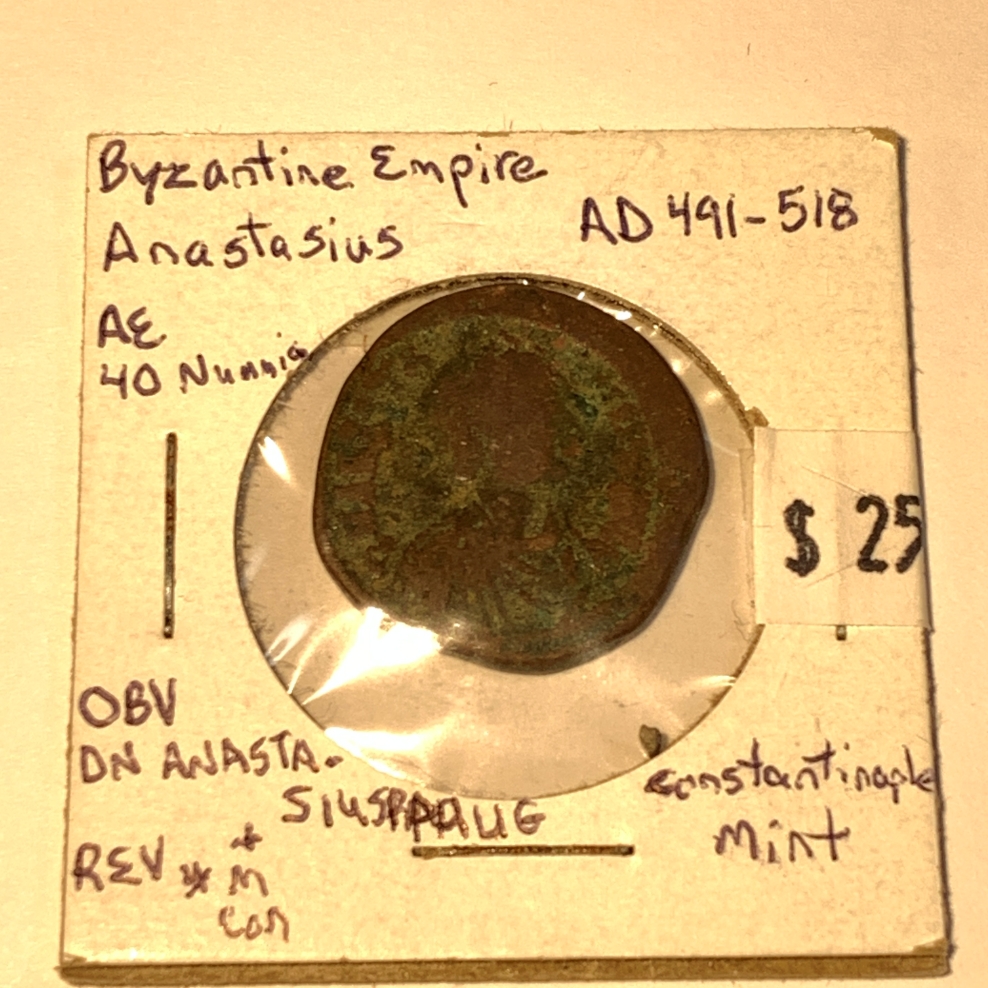 Byzantine Empire
Anastasius
AD 491-518
AE
40 Nummia
$ 25
OBV
DN ANASTA-
SIUSPPAUG
REV * + M
con
Constantinople
Mint